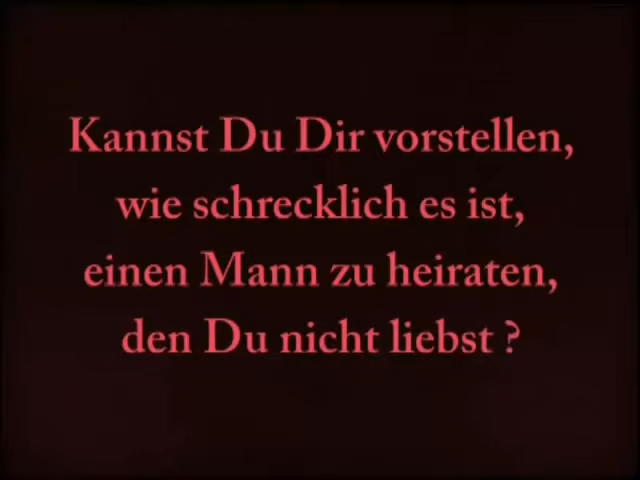 Kannst Du Dir vorstellen,
wie schrecklich es ist,
einen Mann zu heiraten,
den Du nicht liebst ?